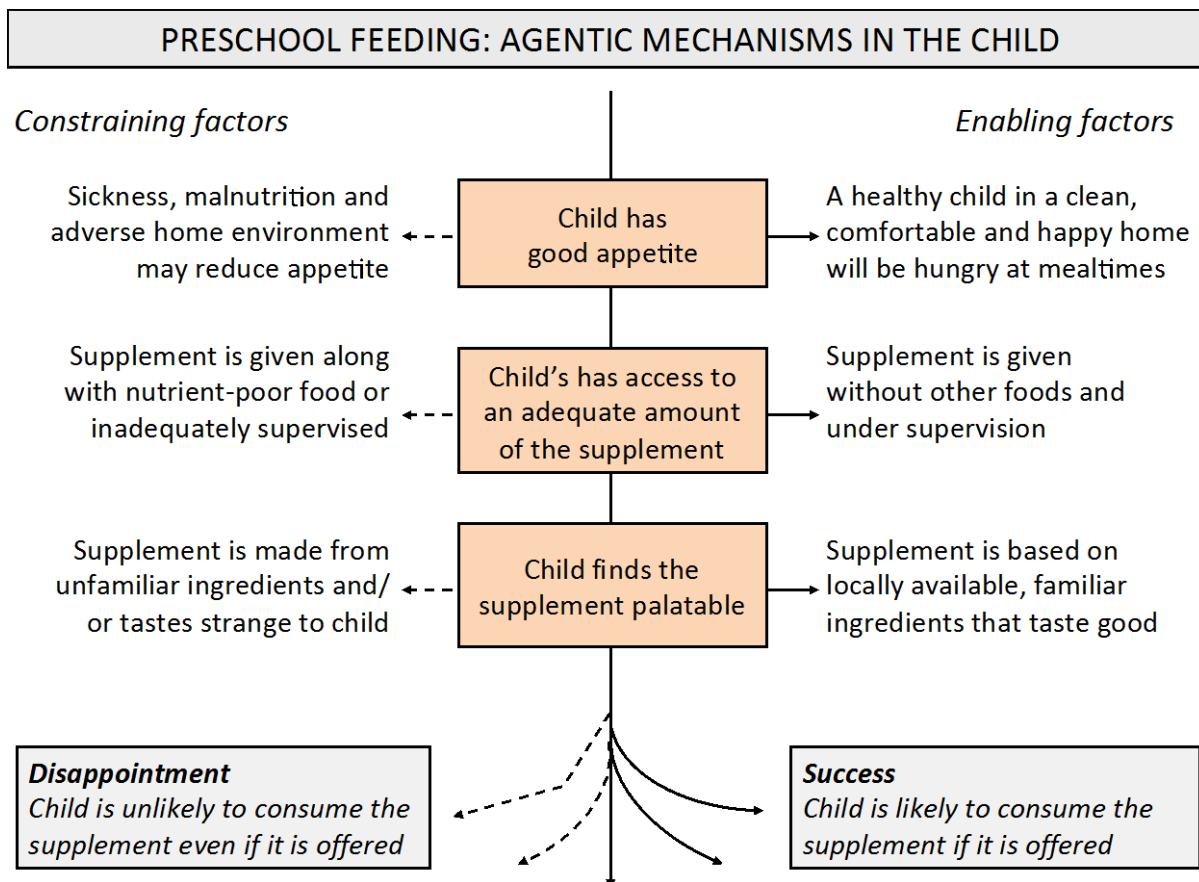 PRESCHOOL FEEDING: AGENTIC MECHANISMS IN THE CHILD
Constraining factors
Enabling factors
Sickness, malnutrition and
adverse home environment
may reduce appetite
Child has
good appetite
A healthy child in a clean,
comfortable and happy home
will be hungry at mealtimes
Supplement is given along
with nutrient-poor food or
inadequately supervised
Child's has access to
an adequate amount
of the supplement
Supplement is given
without other foods and
under supervision
Supplement is made from
unfamiliar ingredients and/
or tastes strange to child
Child finds the
supplement palatable
Supplement is based on
locally available, familiar
ingredients that taste good
Disappointment
Child is unlikely to consume the
supplement even if it is offered
Success
Child is likely to consume the
supplement if it is offered